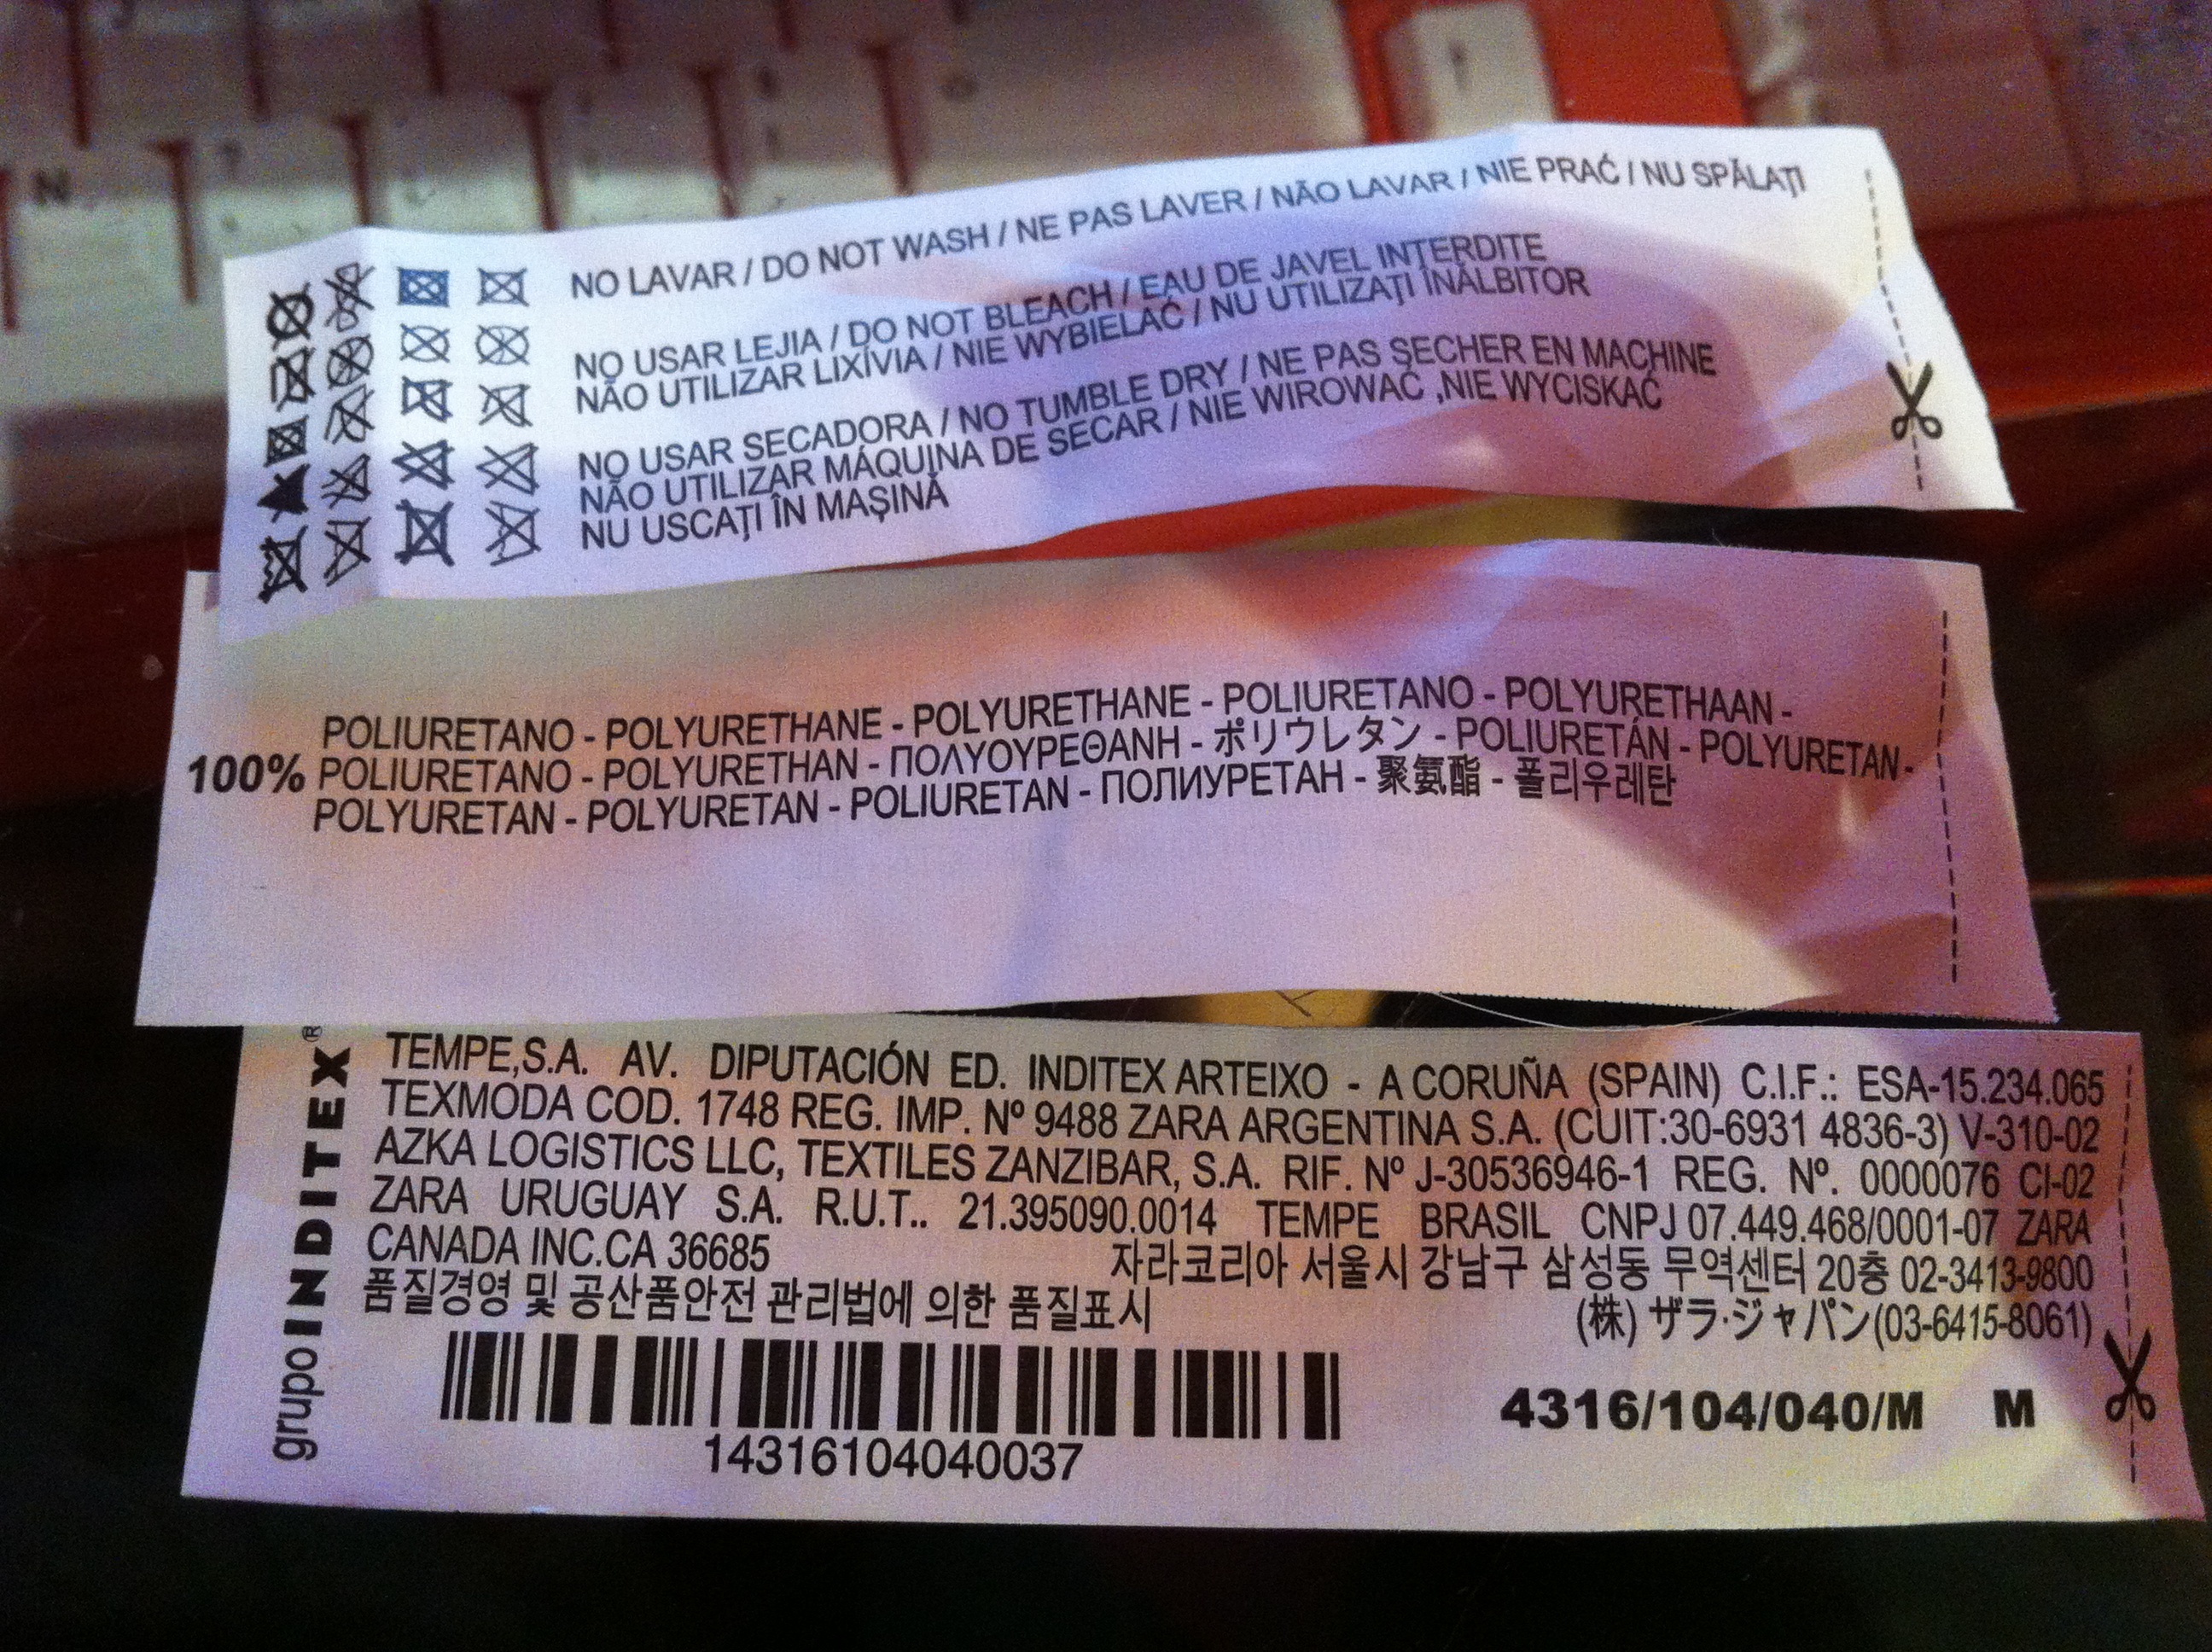 NO LAVAR / DO NOT WASH / NE PAS LAVER / NÃO LAVAR / NIE PRAĆ / NU SPĂLAȚI
NO USAR LEJIA / DO NOT BLEACH / EAU DE JAVEL INTERDITE
NÃO UTILIZAR LIXÍVIA / NIE WYBIELAĆ / NU UTILIZAȚI ÎNĂLBITOR
NO USAR SECADORA / NO TUMBLE DRY / NE PAS SECHER EN MACHINE
NÃO UTILIZAR MÁQUINA DE SECAR / NIE WIROWAĆ ,NIE WYCISKAĆ
NU USCAȚI ÎN MAȘINĂ
POLIURETANO - POLYURETHANE - POLYURETHANE - POLIURETANO - POLYURETHAAN -
100% POLIURETANO - POLYURETHAN - ΠΟΛΥΟΥΡΕΘΑΝΗ - ポリウレタン - POLIURETÁN - POLYURETAN -
POLYURETAN - POLYURETAN - POLIURETAN - ПОЛИУРЕТАН - 聚氨酯 - 폴리우레탄
grupo INDITEX®
TEMPE,S.A. AV. DIPUTACIÓN ED. INDITEX ARTEIXO - A CORUÑA (SPAIN) C.I.F.: ESA-15.234.065
TEXMODA COD. 1748 REG. IMP. Nº 9488 ZARA ARGENTINA S.A. (CUIT:30-6931 4836-3) V-310-02
AZKA LOGISTICS LLC, TEXTILES ZANZIBAR, S.A. RIF. Nº J-30536946-1 REG. Nº. 0000076 CI-02
ZARA URUGUAY S.A. R.U.T.. 21.395090.0014 TEMPE BRASIL CNPJ 07.449.468/0001-07 ZARA
CANADA INC.CA 36685 자라코리아 서울시 강남구 삼성동 무역센터 20층 02-3413-9800
품질경영 및 공산품안전 관리법에 의한 품질표시 (株) ザラ·ジャパン(03-6415-8061)
14316104040037
4316/104/040/M M